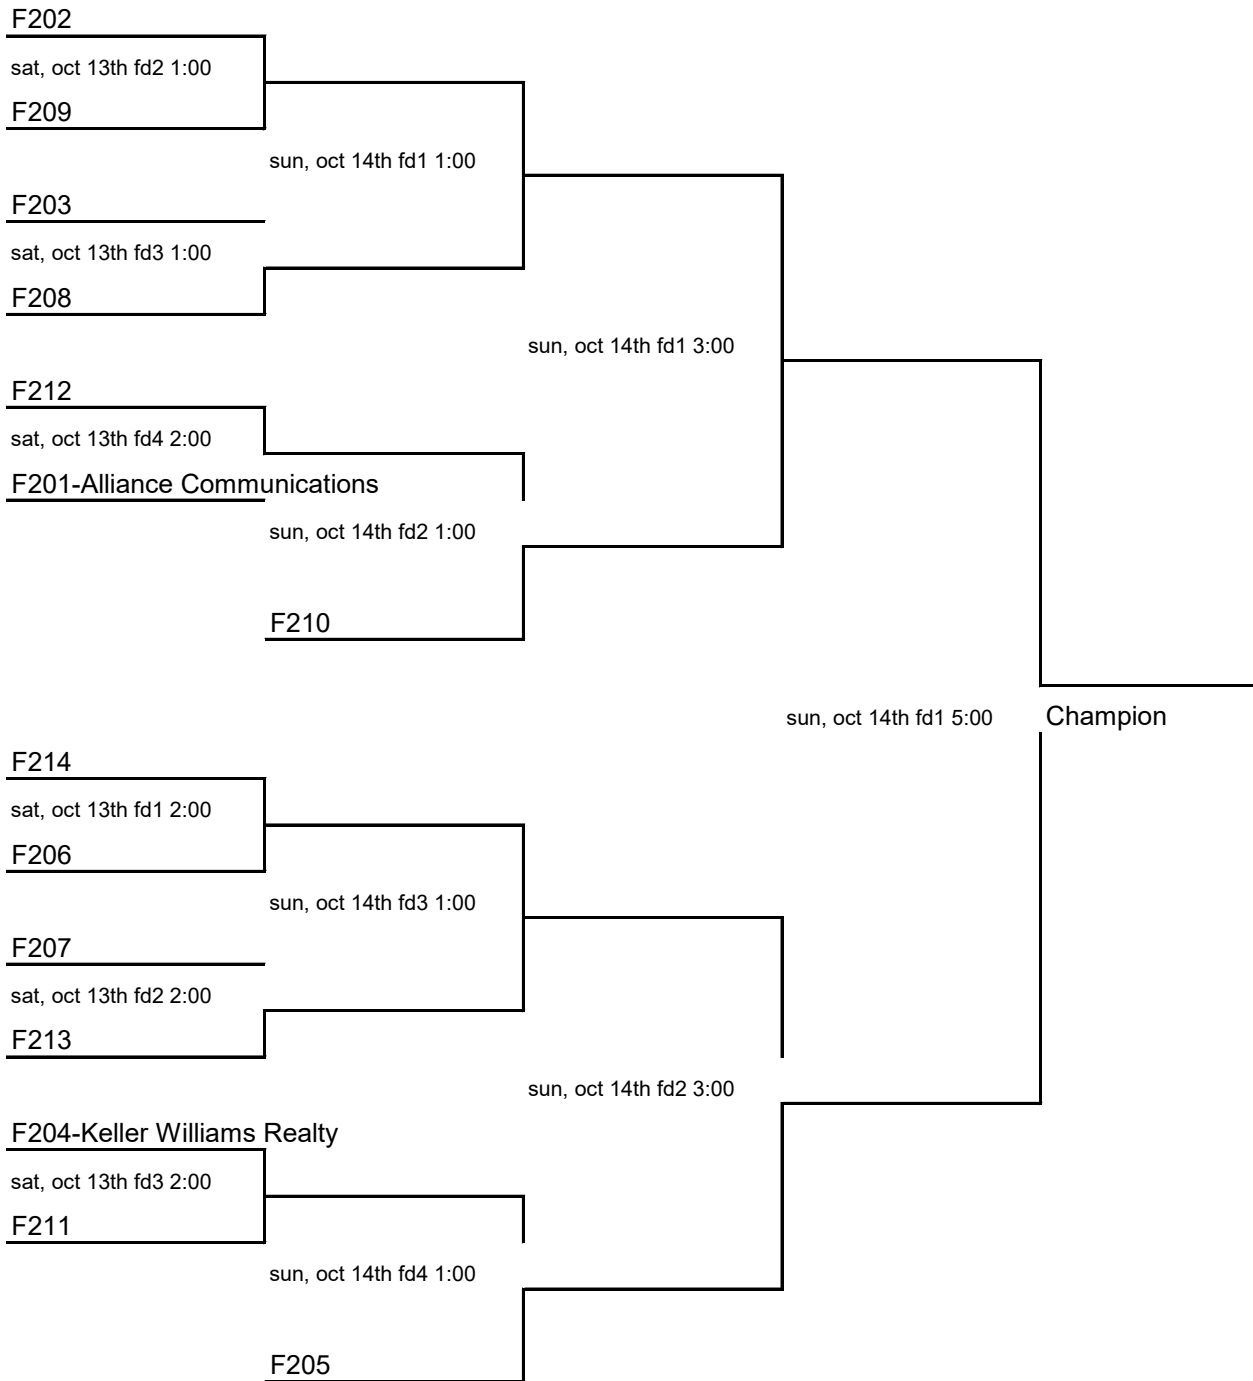 F202
sat, oct 13th fd2 1:00
F209
sun, oct 14th fd1 1:00
F203
sat, oct 13th fd3 1:00
F208
sun, oct 14th fd1 3:00
F212
sat, oct 13th fd4 2:00
F201-Alliance Communications
sun, oct 14th fd2 1:00
F210
sun, oct 14th fd1 5:00
Champion
F214
sat, oct 13th fd1 2:00
F206
sun, oct 14th fd3 1:00
F207
sat, oct 13th fd2 2:00
F213
sun, oct 14th fd2 3:00
F204-Keller Williams Realty
sat, oct 13th fd3 2:00
F211
sun, oct 14th fd4 1:00
F205